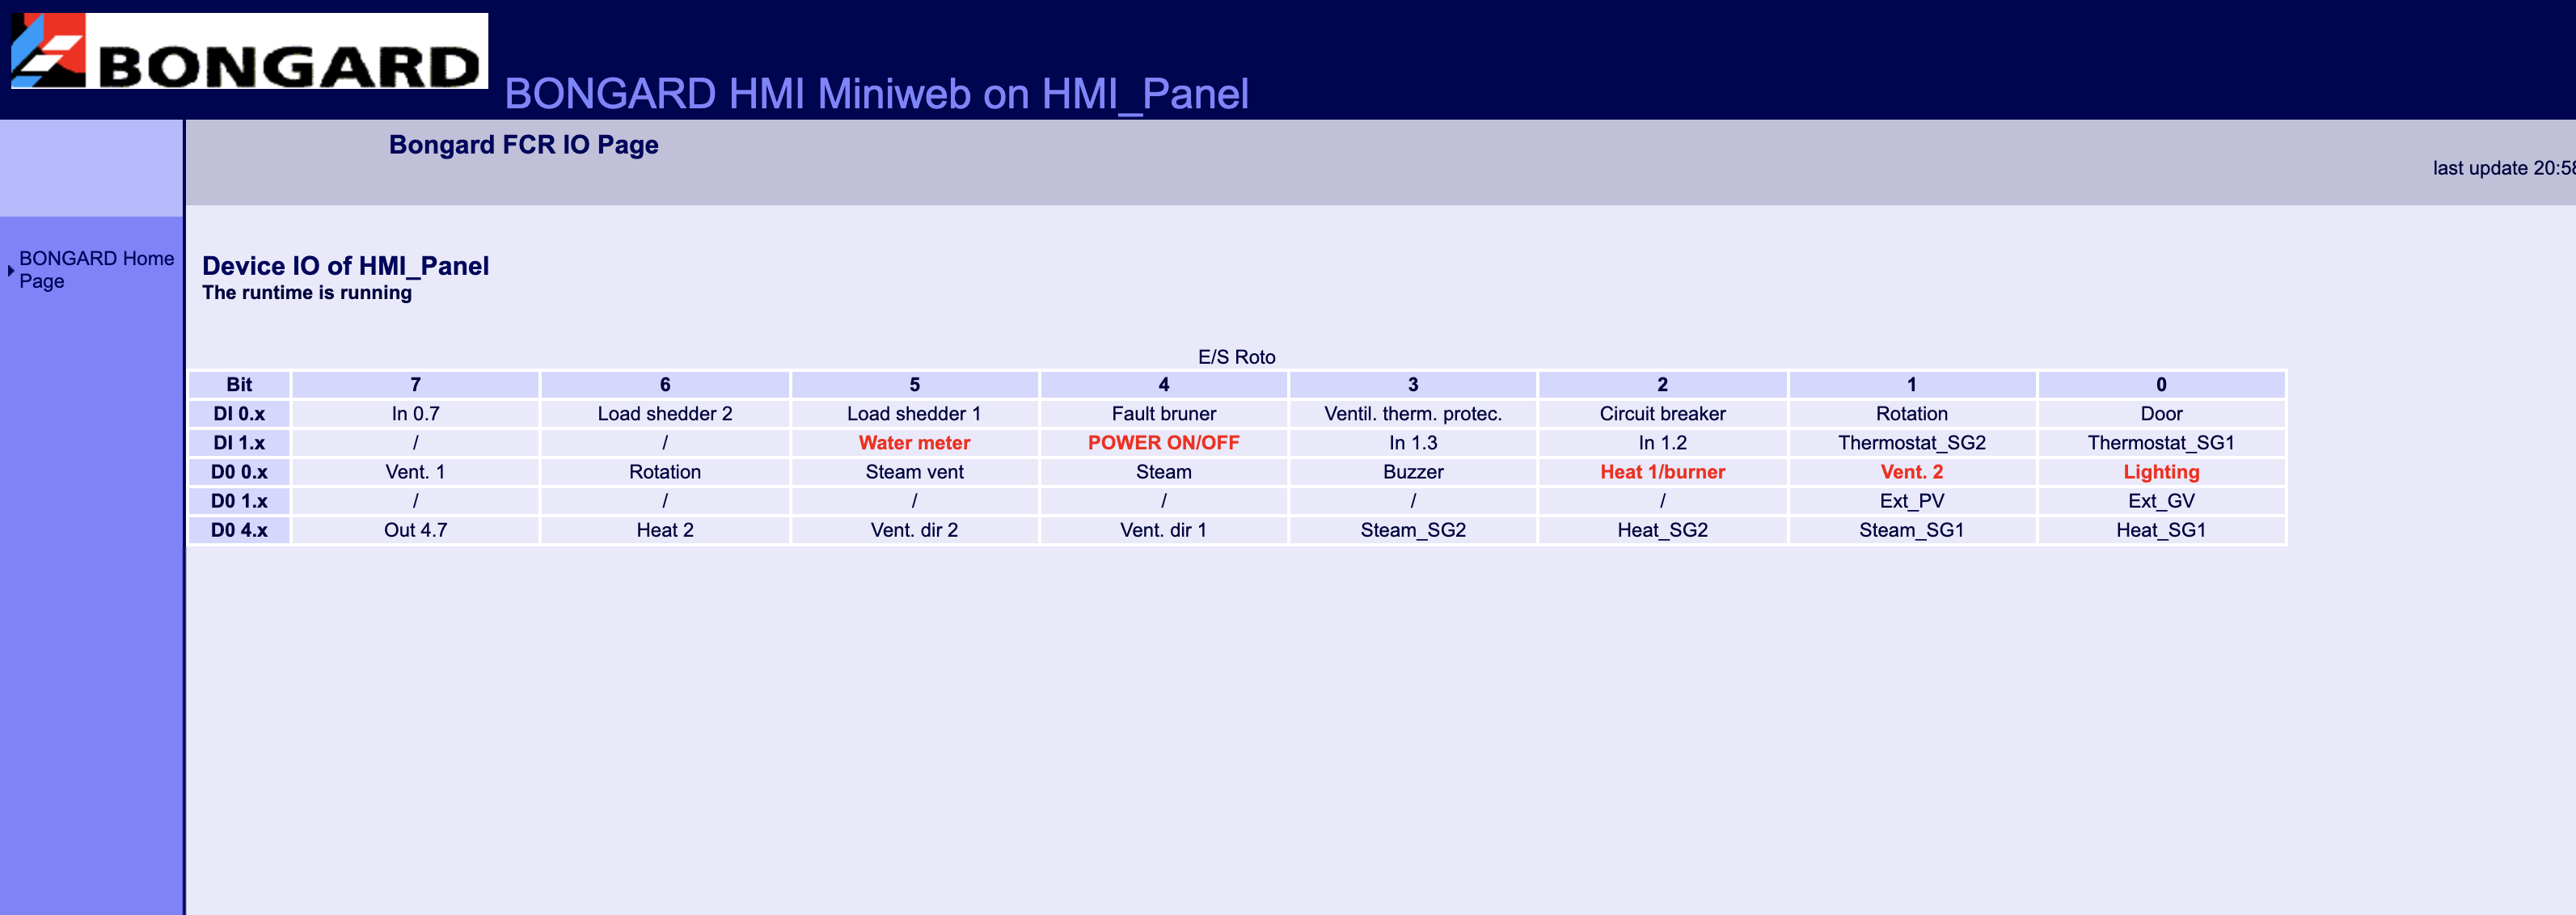 BONGARD
BONGARD HMI Miniweb on HMI_Panel
Bongard FCR IO Page
last update 20:58
BONGARD Home
Page
Device IO of HMI_Panel
The runtime is running
E/S Roto
Bit 7 6 5 4 3 2 1 0
DI 0.x In 0.7 Load shedder 2 Load shedder 1 Fault bruner Ventil. therm. protec. Circuit breaker Rotation Door
DI 1.x / / Water meter POWER ON/OFF In 1.3 In 1.2 Thermostat_SG2 Thermostat_SG1
D0 0.x Vent. 1 Rotation Steam vent Steam Buzzer Heat 1/burner Vent. 2 Lighting
D0 1.x / / / / / / Ext_PV Ext_GV
D0 4.x Out 4.7 Heat 2 Vent. dir 2 Vent. dir 1 Steam_SG2 Heat_SG2 Steam_SG1 Heat_SG1